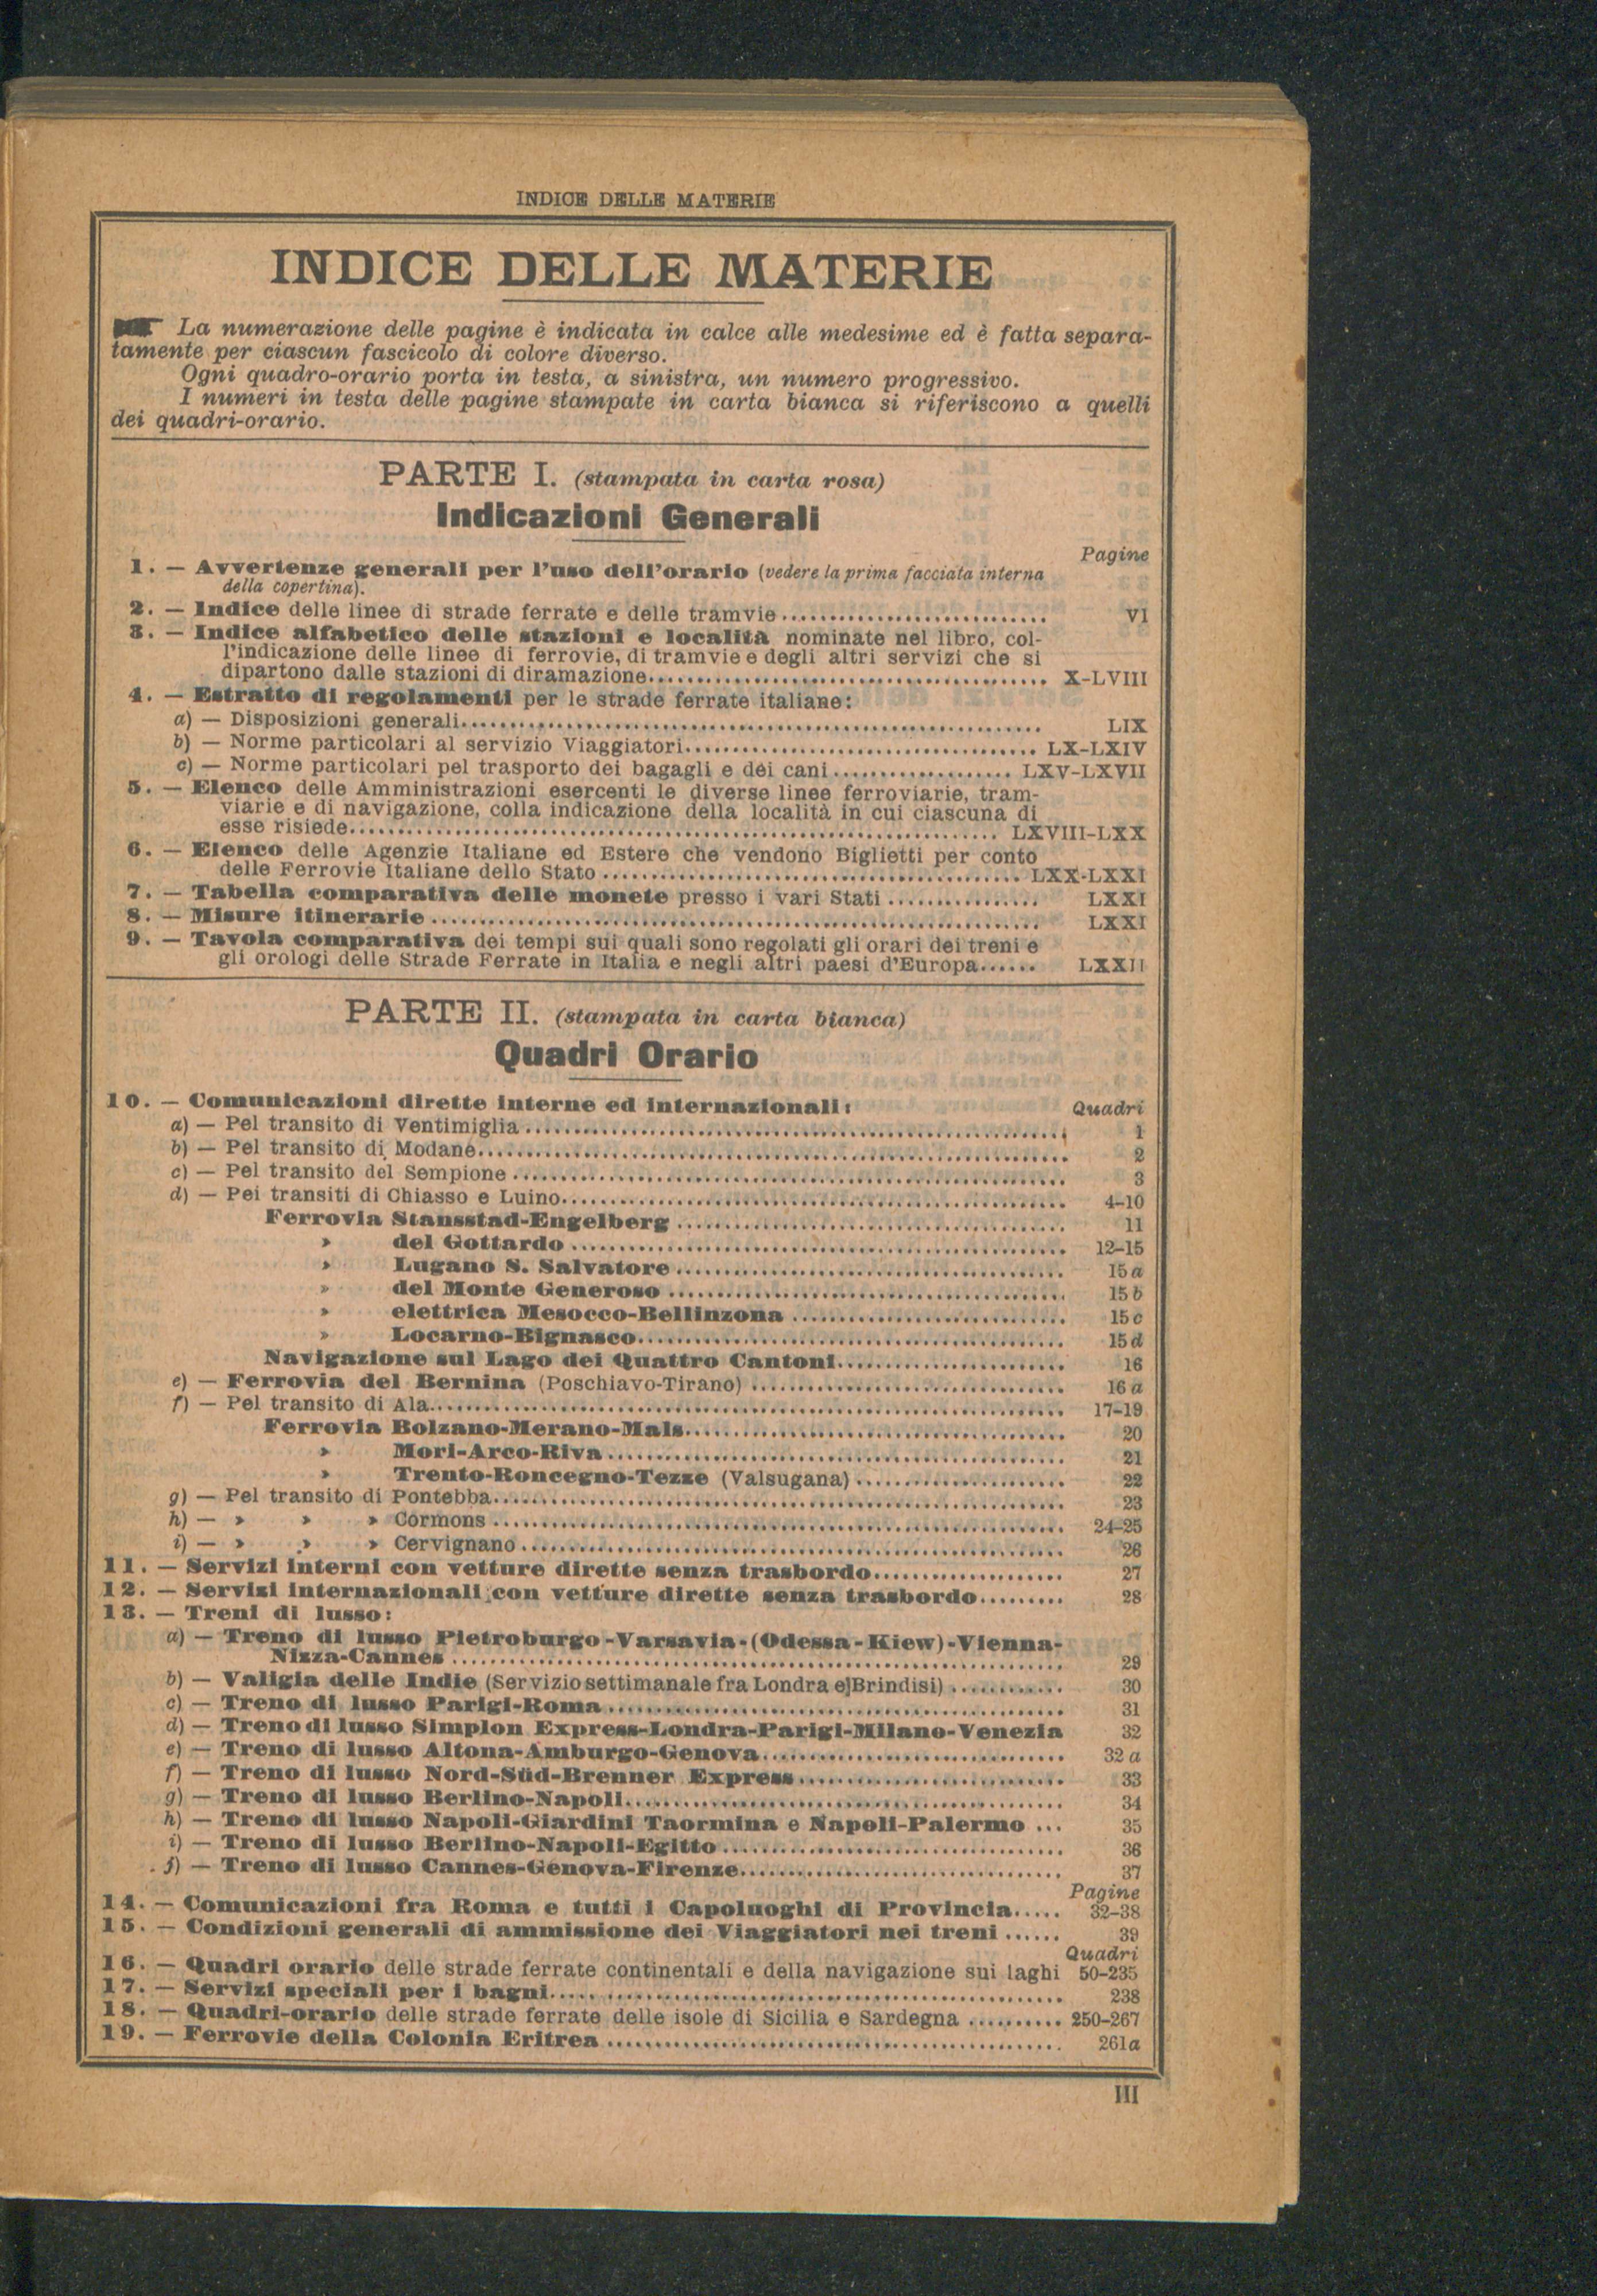 INDICE DELLE MATERIE
INDICE DELLE MATERIE
La numerazione delle pagine è indicata in calce alle medesime ed è fatta separa-
tamente per ciascun fascicolo di colore diverso.
Ogni quadro-orario porta in testa, a sinistra, un numero progressivo.
I numeri in testa delle pagine stampate in carta bianca si riferiscono a quelli
dei quadri-orario.
PARTE I. (stampata in carta rosa)
Indicazioni Generali
Pagine
1. — Avvertenze generali per l'uso dell'orario (vedere la prima facciata interna
della copertina).
2. — Indice delle linee di strade ferrate e delle tramvie ........ VI
3. — Indice alfabetico delle stazioni e località nominate nel libro, col-
l'indicazione delle linee di ferrovie, di tramvie e degli altri servizi che si
dipartono dalle stazioni di diramazione........ X-LVIII
4. — Estratto di regolamenti per le strade ferrate italiane:
a) — Disposizioni generali........ LIX
b) — Norme particolari al servizio Viaggiatori........ LX-LXIV
c) — Norme particolari pel trasporto dei bagagli e dei cani ........ LXV-LXVII
5. — Elenco delle Amministrazioni esercenti le diverse linee ferroviarie, tram-
viarie e di navigazione, colla indicazione della località in cui ciascuna di
esse risiede........ LXVIII-LXX
6. — Elenco delle Agenzie Italiane ed Estere che vendono Biglietti per conto
delle Ferrovie Italiane dello Stato ........ LXX-LXXI
7. — Tabella comparativa delle monete presso i vari Stati ........ LXXI
8. — Misure itinerarie ........ LXXI
9. — Tavola comparativa dei tempi sui quali sono regolati gli orari dei treni e
gli orologi delle Strade Ferrate in Italia e negli altri paesi d'Europa...... LXXII
PARTE II. (stampata in carta bianca)
Quadri Orario
10. — Comunicazioni dirette interne ed internazionali: Quadri
a) — Pel transito di Ventimiglia ........ 1
b) — Pel transito di Modane........ 2
c) — Pel transito del Sempione ........ 3
d) — Pei transiti di Chiasso e Luino........ 4-10
Ferrovia Stansstad-Engelberg ........ 11
» del Gottardo ........ 12-15
» Lugano S. Salvatore ........ 15 a
» del Monte Generoso ........ 15 b
» elettrica Mesocco-Bellinzona ........ 15 c
» Locarno-Bignasco........ 15 d
Navigazione sul Lago dei Quattro Cantoni........ 16
e) — Ferrovia del Bernina (Poschiavo-Tirano) ........ 16 a
f) — Pel transito di Ala........ 17-19
Ferrovia Bolzano-Merano-Mals........ 20
» Mori-Arco-Riva ........ 21
» Trento-Roncegno-Tezze (Valsugana) ........ 22
g) — Pel transito di Pontebba........ 23
h) — » » » Cormons ........ 24-25
i) — » » » Cervignano ........ 26
11. — Servizi interni con vetture dirette senza trasbordo........ 27
12. — Servizi internazionali con vetture dirette senza trasbordo........ 28
13. — Treni di lusso:
a) — Treno di lusso Pietroburgo-Varsavia-(Odessa-Kiew)-Vienna-
Nizza-Cannes ........ 29
b) — Valigia delle Indie (Servizio settimanale fra Londra e Brindisi) ........ 30
c) — Treno di lusso Parigi-Roma ........ 31
d) — Treno di lusso Simplon Express-Londra-Parigi-Milano-Venezia 32
e) — Treno di lusso Altona-Amburgo-Genova........ 32 a
f) — Treno di lusso Nord-Süd-Brenner Express........ 33
g) — Treno di lusso Berlino-Napoli........ 34
h) — Treno di lusso Napoli-Giardini Taormina e Napoli-Palermo ... 35
i) — Treno di lusso Berlino-Napoli-Egitto ........ 36
j) — Treno di lusso Cannes-Genova-Firenze........ 37
Pagine
14. — Comunicazioni fra Roma e tutti i Capoluoghi di Provincia..... 32-38
15. — Condizioni generali di ammissione dei Viaggiatori nei treni ...... 39
Quadri
16. — Quadri orario delle strade ferrate continentali e della navigazione sui laghi 50-235
17. — Servizi speciali per i bagni........ 238
18. — Quadri-orario delle strade ferrate delle isole di Sicilia e Sardegna .......... 250-267
19. — Ferrovie della Colonia Eritrea ........ 261a
III